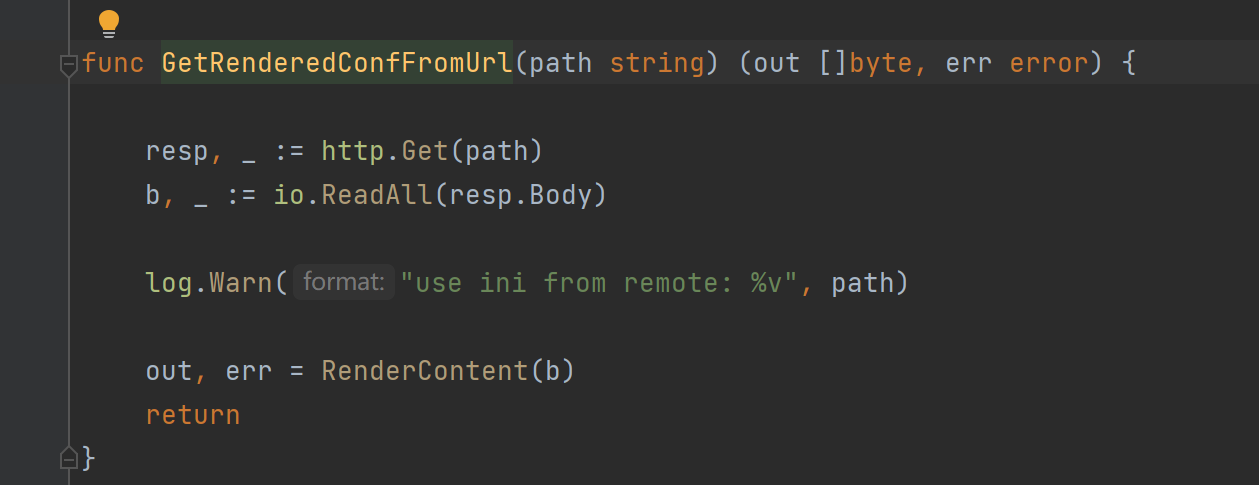 func GetRenderedConfFromUrl(path string) (out []byte, err error) {
resp, _ := http.Get(path)
b, _ := io.ReadAll(resp.Body)
log.Warn( format: "use ini from remote: %v", path)
out, err = RenderContent(b)
return
}